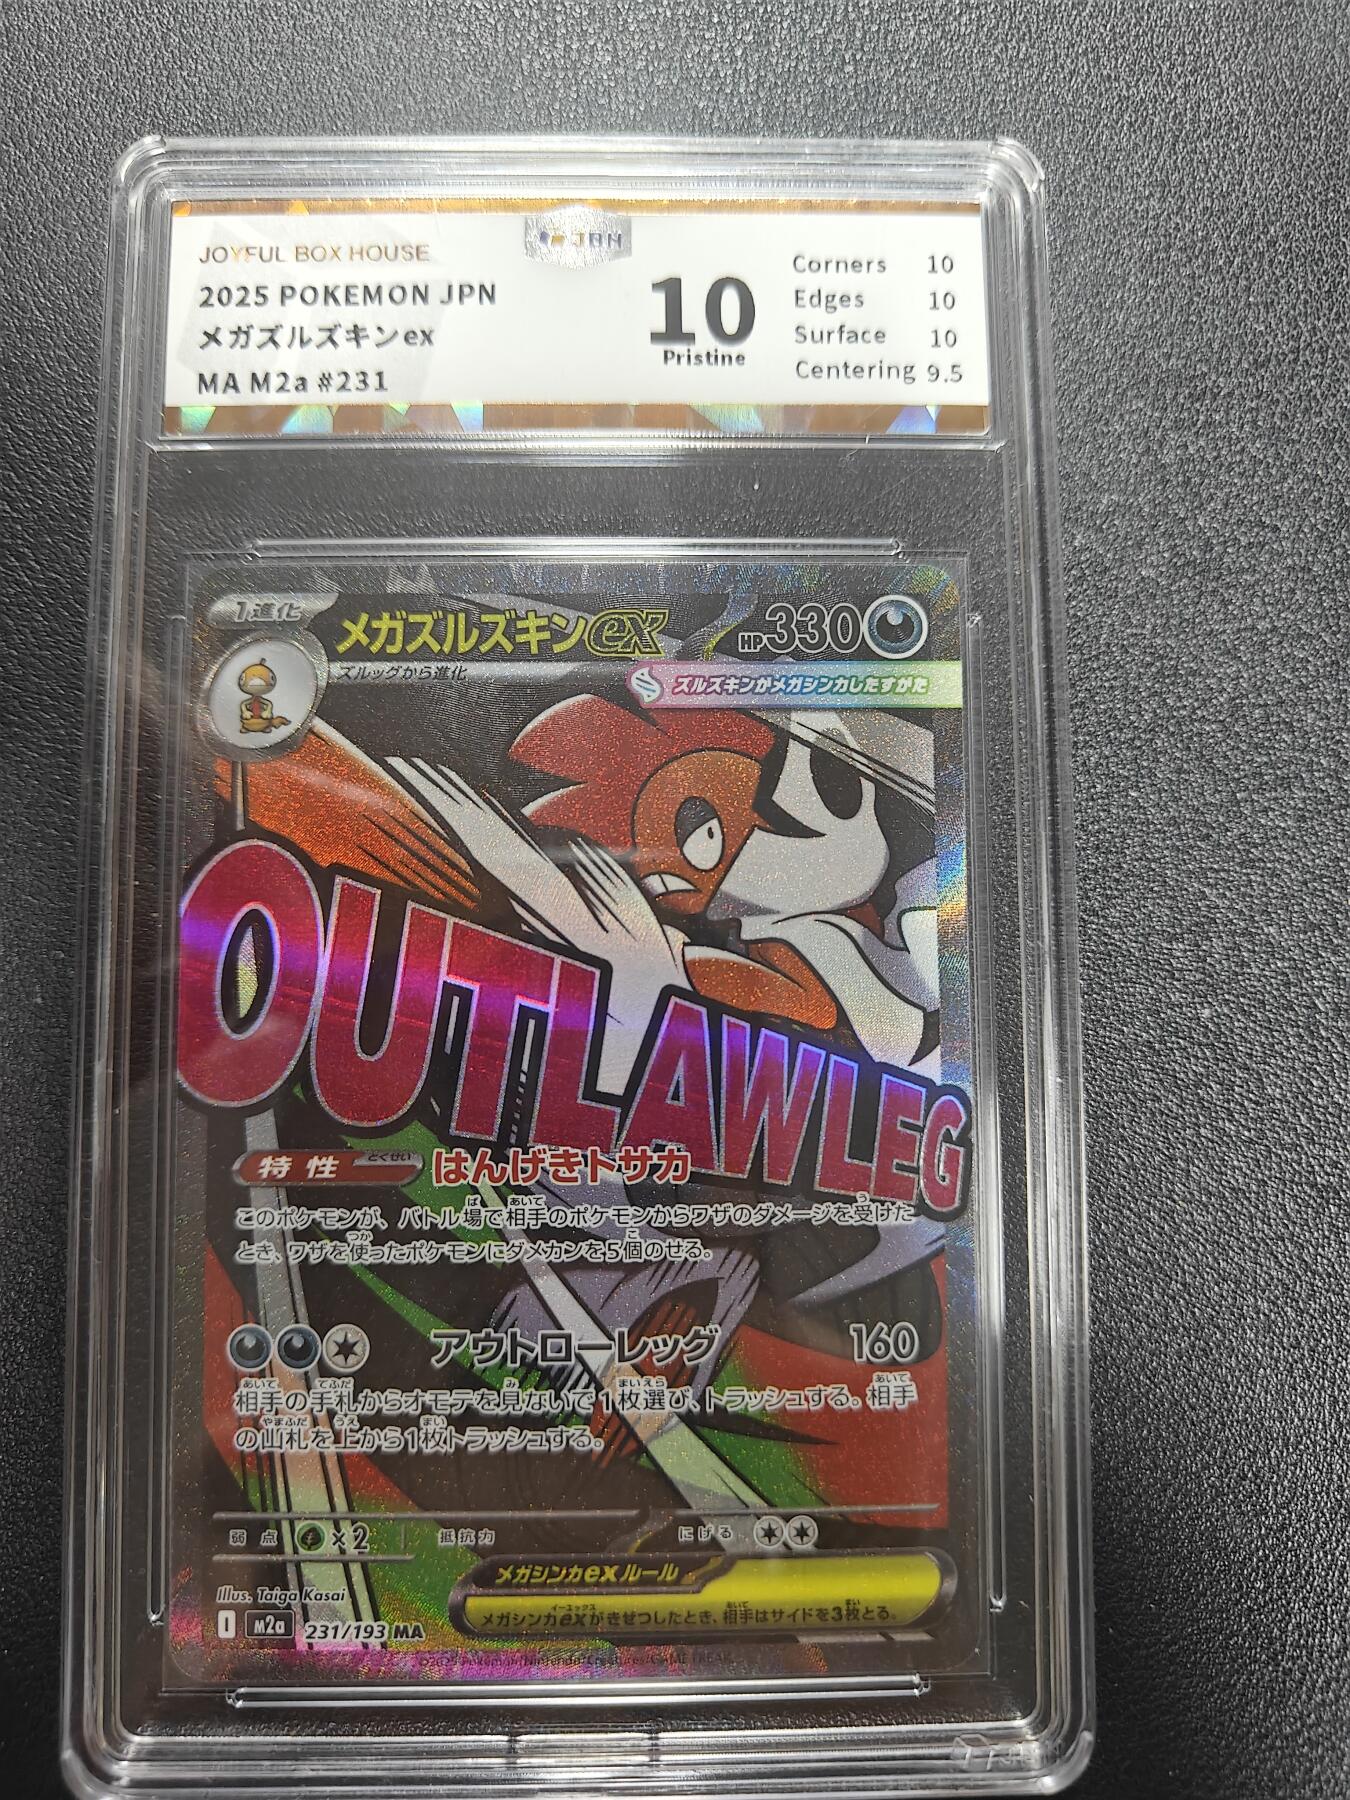 JOYFUL BOX HOUSE
JBH
2025 POKEMON JPN
メガズルズキンex
MA M2a #231
10
Pristine
Corners 10
Edges 10
Surface 10
Centering 9.5
1進化
メガズルズキンex
HP330
ズルッグから進化
ズルズキンがメガシンカしたすがた
OUTLAWLEG
特性 とくせい はんげきトサカ
このポケモンが、バトル場で相手のポケモンからワザのダメージを受けた
とき、ワザを使ったポケモンにダメカンを5個のせる。
アウトローレッグ 160
相手の手札からオモテを見ないで1枚選び、トラッシュする。相手
の山札を上から1枚トラッシュする。
弱点 ×2 抵抗力 にげる
メガシンカexルール
メガシンカexがきぜつしたとき、相手はサイドを3枚とる。
Illus. Taiga Kasai
I M2a 231/193 MA
©2025 Pokémon/Nintendo/Creatures/GAME FREAK.